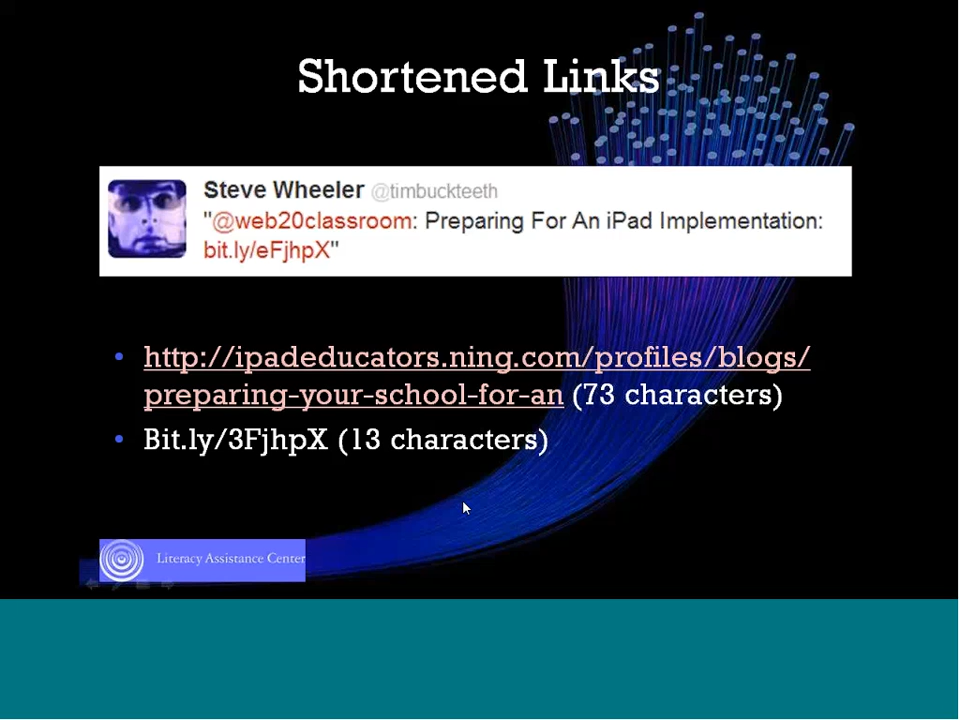 Shortened Links
Steve Wheeler @timbuckteeth
"@web20classroom: Preparing For An iPad Implementation:
bit.ly/eFjhpX"
• http://ipadeducators.ning.com/profiles/blogs/
preparing-your-school-for-an (73 characters)
• Bit.ly/3FjhpX (13 characters)
Literacy Assistance Center